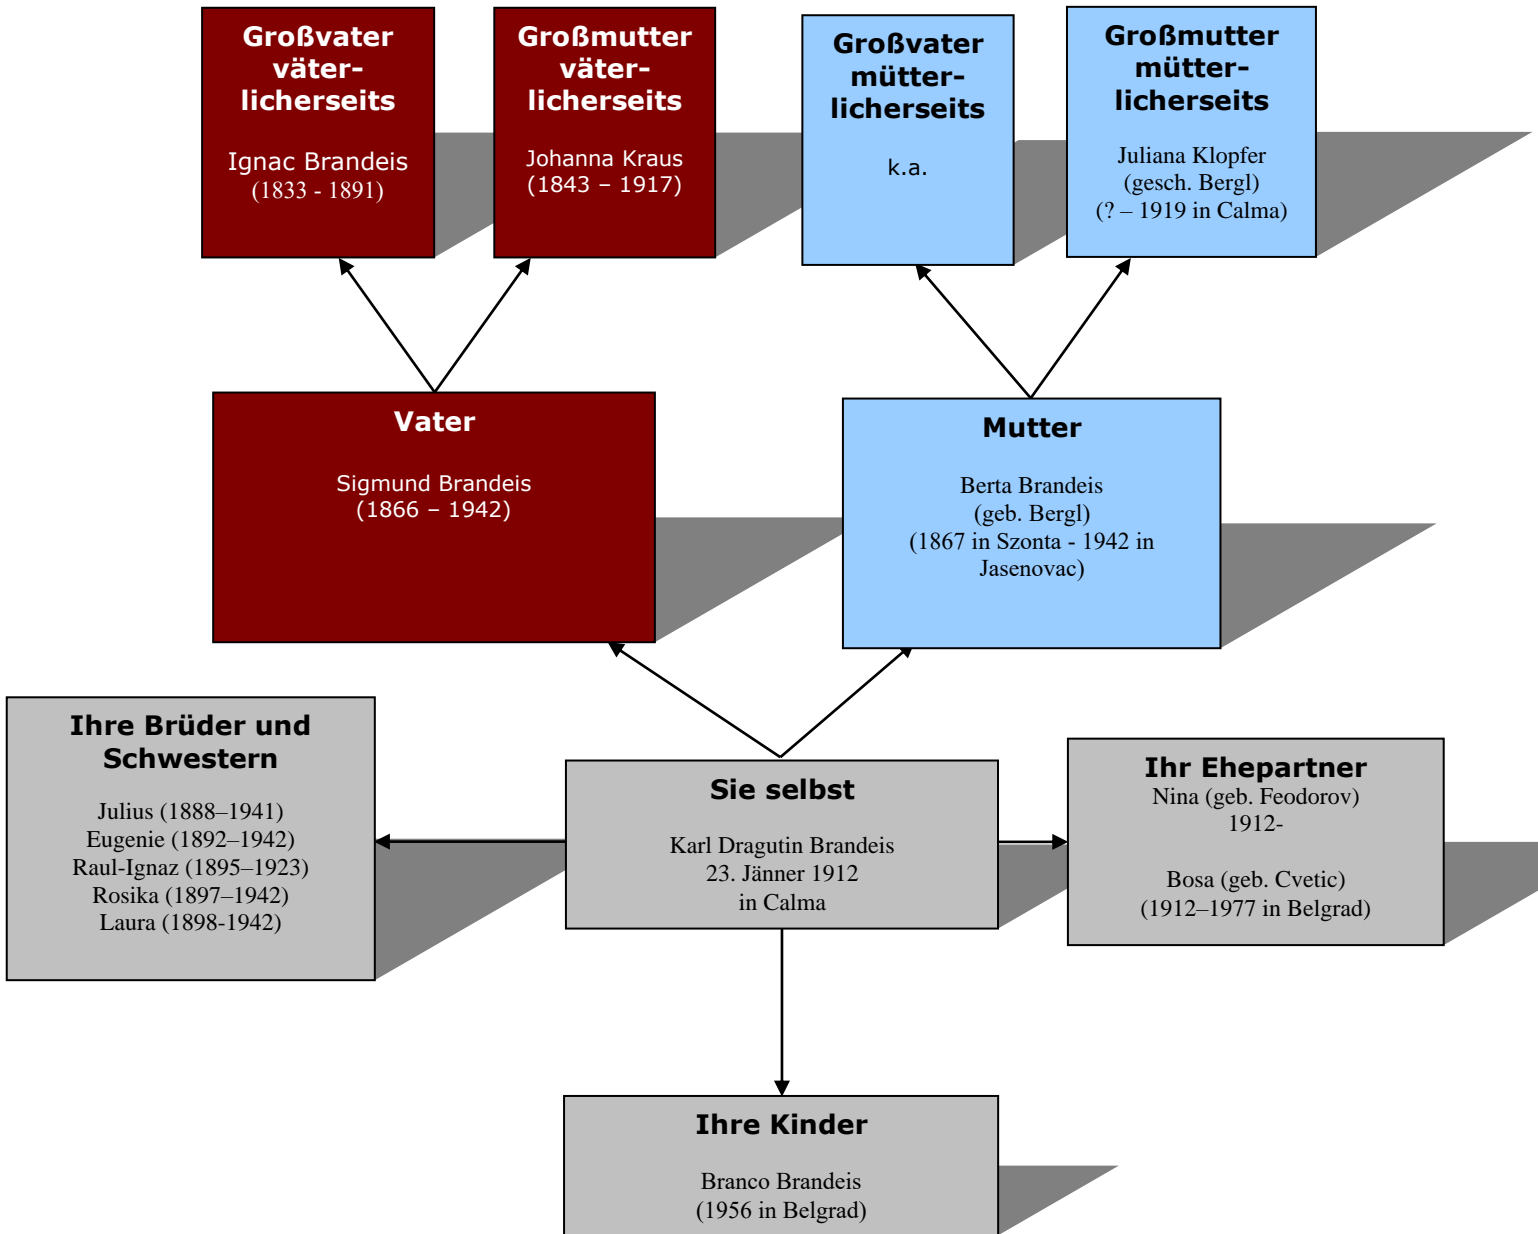 Großvater
väter-
licherseits
Ignac Brandeis
(1833 - 1891)
Großmutter
väter-
licherseits
Johanna Kraus
(1843 – 1917)
Großvater
mütter-
licherseits
k.a.
Großmutter
mütter-
licherseits
Juliana Klopfer
(gesch. Bergl)
(? – 1919 in Calma)
Vater
Sigmund Brandeis
(1866 – 1942)
Mutter
Berta Brandeis
(geb. Bergl)
(1867 in Szonta - 1942 in
Jasenovac)
Ihre Brüder und
Schwestern
Julius (1888–1941)
Eugenie (1892–1942)
Raul-Ignaz (1895–1923)
Rosika (1897–1942)
Laura (1898-1942)
Sie selbst
Karl Dragutin Brandeis
23. Jänner 1912
in Calma
Ihr Ehepartner
Nina (geb. Feodorov)
1912-
Bosa (geb. Cvetic)
(1912–1977 in Belgrad)
Ihre Kinder
Branco Brandeis
(1956 in Belgrad)